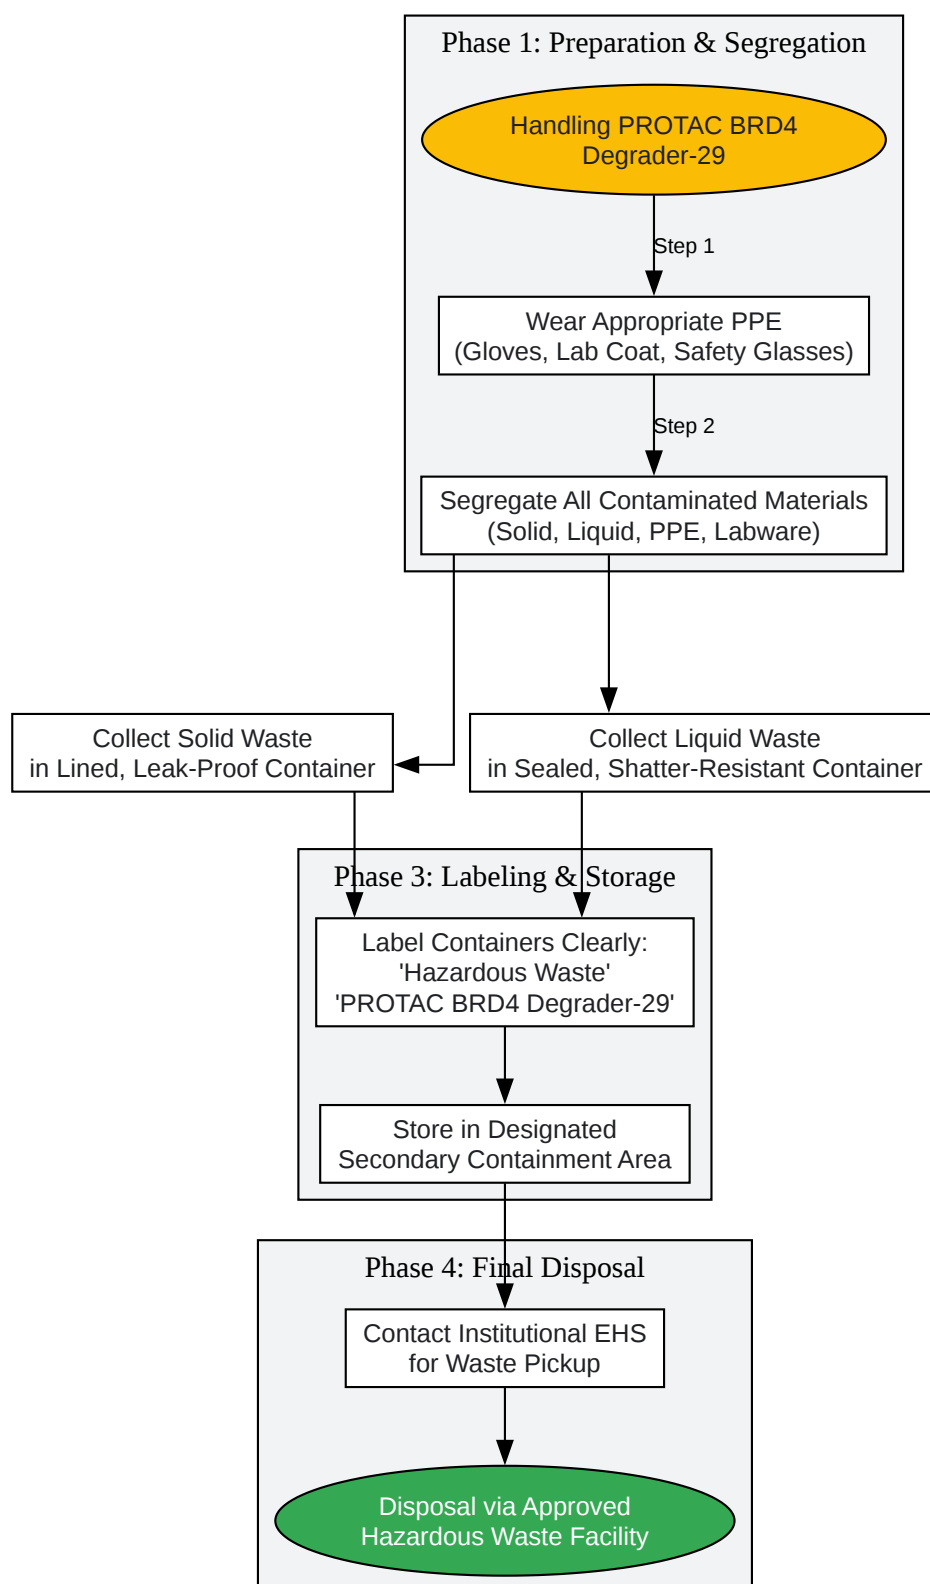 Phase 1: Preparation & Segregation
Handling PROTAC BRD4
Degrader-29
Step 1
Wear Appropriate PPE
(Gloves, Lab Coat, Safety Glasses)
Step 2
Segregate All Contaminated Materials
(Solid, Liquid, PPE, Labware)
Collect Solid Waste
in Lined, Leak-Proof Container
Collect Liquid Waste
in Sealed, Shatter-Resistant Container
Phase 3: Labeling & Storage
Label Containers Clearly:
'Hazardous Waste'
'PROTAC BRD4 Degrader-29'
Store in Designated
Secondary Containment Area
Phase 4: Final Disposal
Contact Institutional EHS
for Waste Pickup
Disposal via Approved
Hazardous Waste Facility